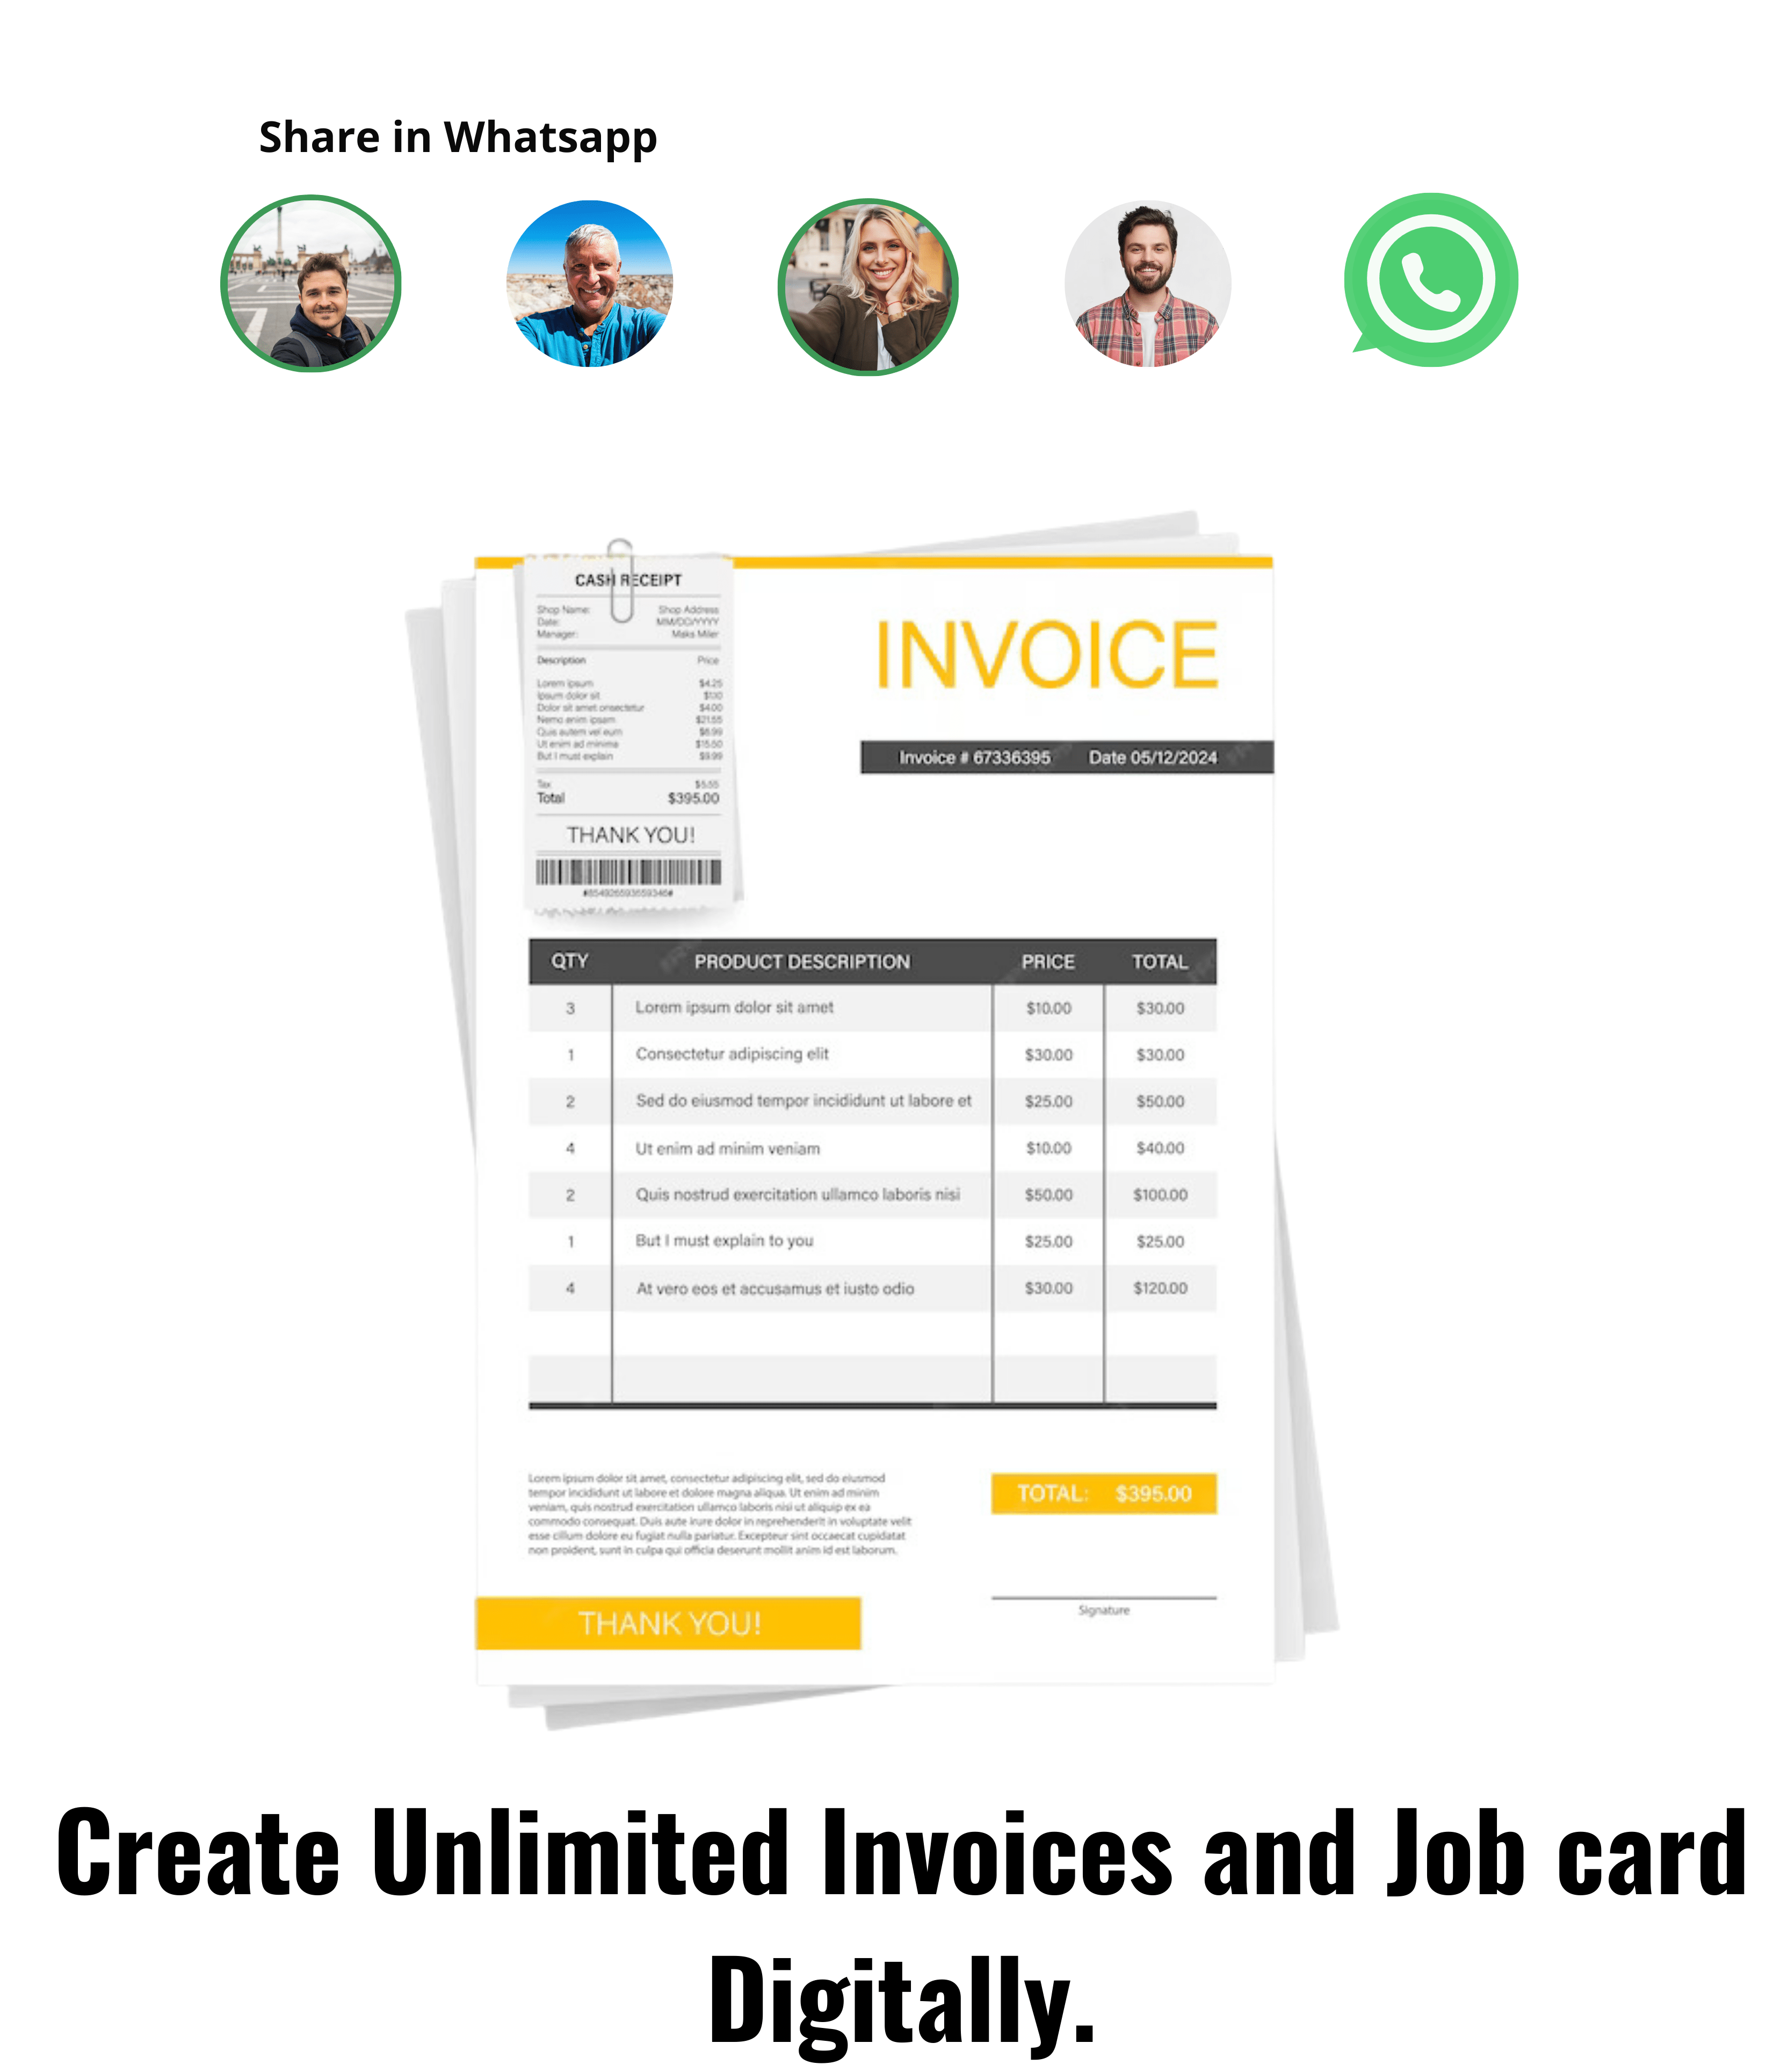 Share in Whatsapp
CASH RECEIPT
Shop Name: Shop Address
Date: MM/DD/YYYY
Manager: Maks Miler
Description Price
Lorem ipsum $4.25
Ipsum dolor sit
Dolor sit amet onsectetur $4.00
Nemo enim ipsam $21.55
Quis autem vel eum $6.99
Ut enim ad minima $15.50
But I must explain $9.99
Tax $5.55
Total $395.00
THANK YOU!
INVOICE
Invoice # 67336395 Date 05/12/2024
QTY PRODUCT DESCRIPTION PRICE TOTAL
3 Lorem ipsum dolor sit amet $10.00 $30.00
1 Consectetur adipiscing elit $30.00 $30.00
2 Sed do eiusmod tempor incididunt ut labore et $25.00 $50.00
4 Ut enim ad minim veniam $10.00 $40.00
2 Quis nostrud exercitation ullamco laboris nisi $50.00 $100.00
1 But I must explain to you $25.00 $25.00
4 At vero eos et accusamus et iusto odio $30.00 $120.00
Lorem ipsum dolor sit amet, consectetur adipiscing elit, sed do eiusmod
tempor incididunt ut labore et dolore magna aliqua. Ut enim ad minim
veniam, quis nostrud exercitation ullamco laboris nisi ut aliquip ex ea
commodo consequat. Duis aute irure dolor in reprehenderit in voluptate velit
esse cillum dolore eu fugiat nulla pariatur. Excepteur sint occaecat cupidatat
non proident, sunt in culpa qui officia deserunt mollit anim id est laborum.
TOTAL: $395.00
Signature
THANK YOU!
Create Unlimited Invoices and Job card
Digitally.